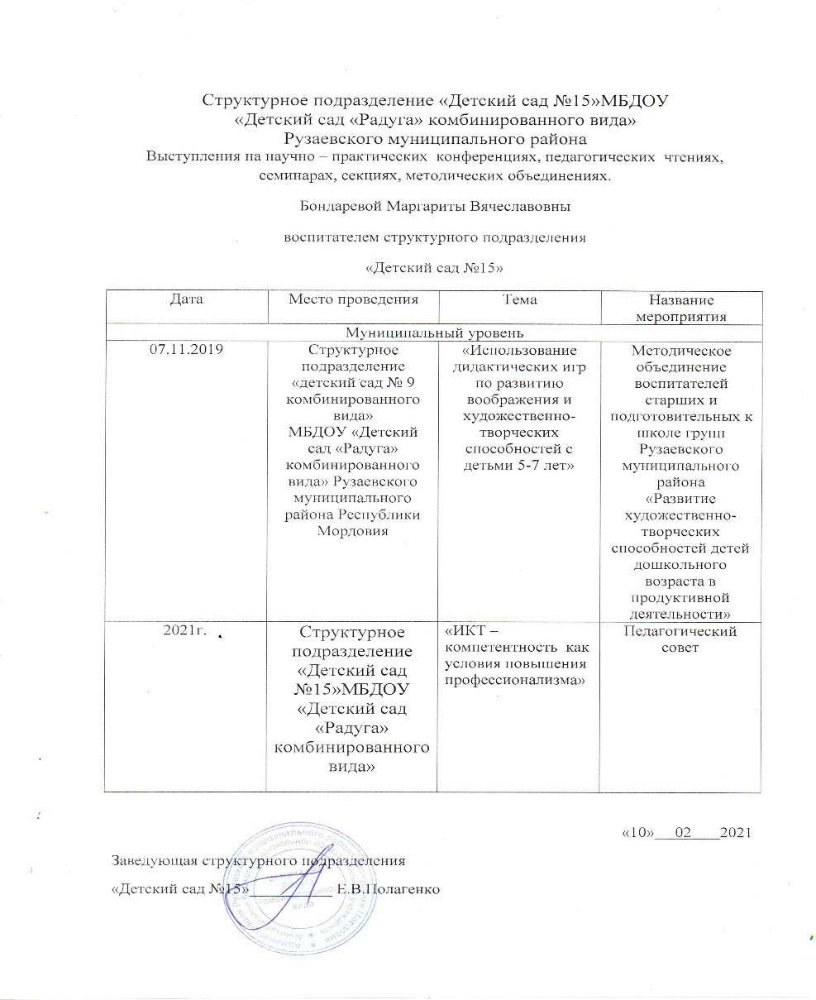 Структурное подразделение «Детский сад №15»МБДОУ
«Детский сад «Радуга» комбинированного вида»
Рузаевского муниципального района
Выступления на научно – практических конференциях, педагогических чтениях,
семинарах, секциях, методических объединениях.
Бондаревой Маргариты Вячеславовны
воспитателем структурного подразделения
«Детский сад №15»
Дата
Место проведения
Тема
Название
мероприятия
Муниципальный уровень
07.11.2019
Структурное
подразделение
«детский сад № 9
комбинированного
вида»
МБДОУ «Детский
сад «Радуга»
комбинированного
вида» Рузаевского
муниципального
района Республики
Мордовия
«Использование
дидактических игр
по развитию
воображения и
художественно-
творческих
способностей с
детьми 5-7 лет»
Методическое
объединение
воспитателей
старших и
подготовительных к
школе групп
Рузаевского
муниципального
района
«Развитие
художественно-
творческих
способностей детей
дошкольного
возраста в
продуктивной
деятельности»
2021г.
Структурное
подразделение
«Детский сад
№15»МБДОУ
«Детский сад
«Радуга»
комбинированного
вида»
«ИКТ –
компетентность как
условия повышения
профессионализма»
Педагогический
совет
«10»___02____2021
Заведующая структурного подразделения
«Детский сад №15»___________ Е.В.Полагенко